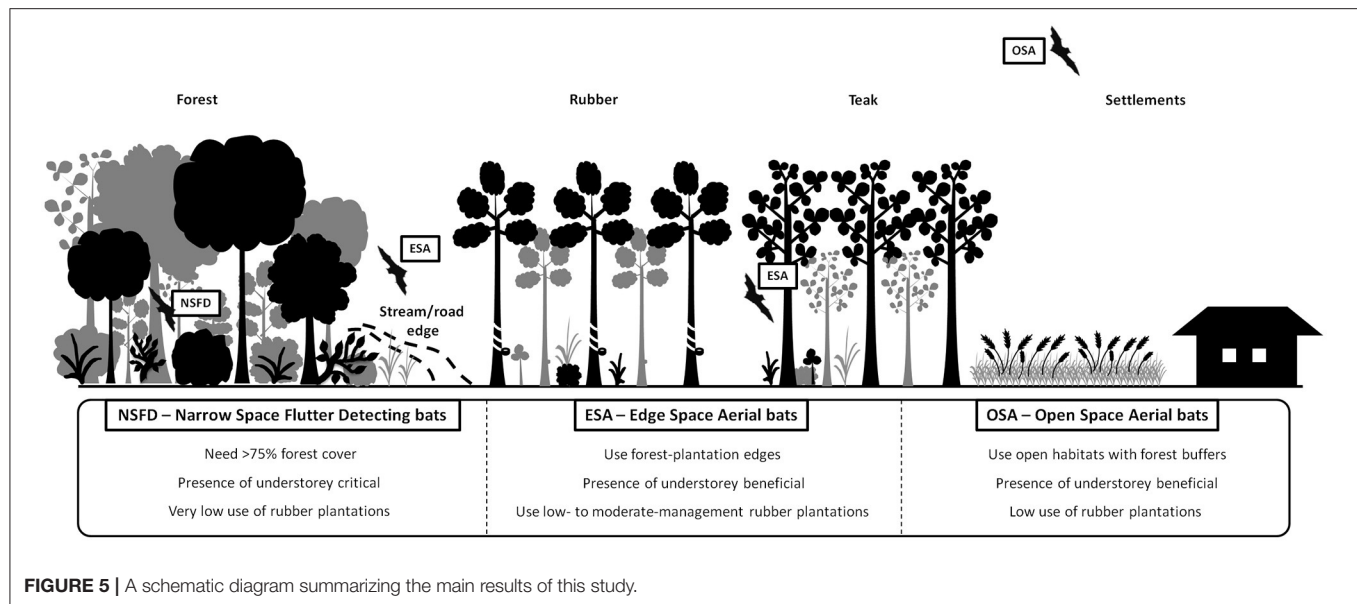 OSA
Forest
Rubber
Teak
Settlements
ESA
NSFD
Stream/road
edge
ESA
NSFD – Narrow Space Flutter Detecting bats
Need >75% forest cover
Presence of understorey critical
Very low use of rubber plantations
ESA – Edge Space Aerial bats
Use forest-plantation edges
Presence of understorey beneficial
Use low- to moderate-management rubber plantations
OSA – Open Space Aerial bats
Use open habitats with forest buffers
Presence of understorey beneficial
Low use of rubber plantations
FIGURE 5 | A schematic diagram summarizing the main results of this study.